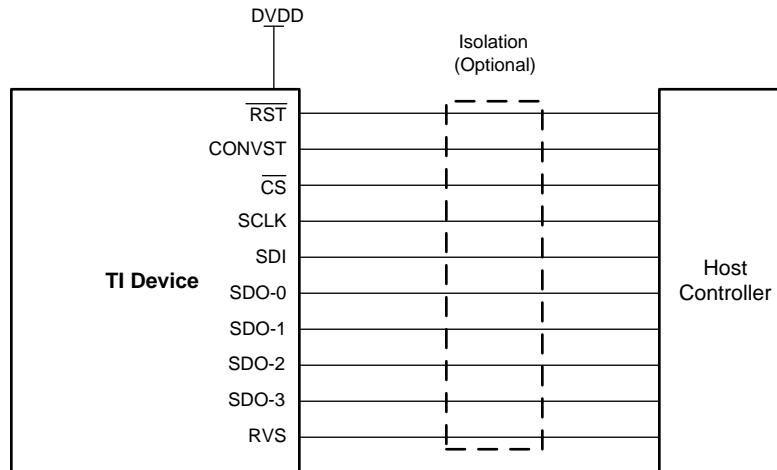 DVDD
Isolation
(Optional)
RST
CONVST
CS
SCLK
SDI
TI Device
SDO-0
SDO-1
SDO-2
SDO-3
RVS
Host
Controller